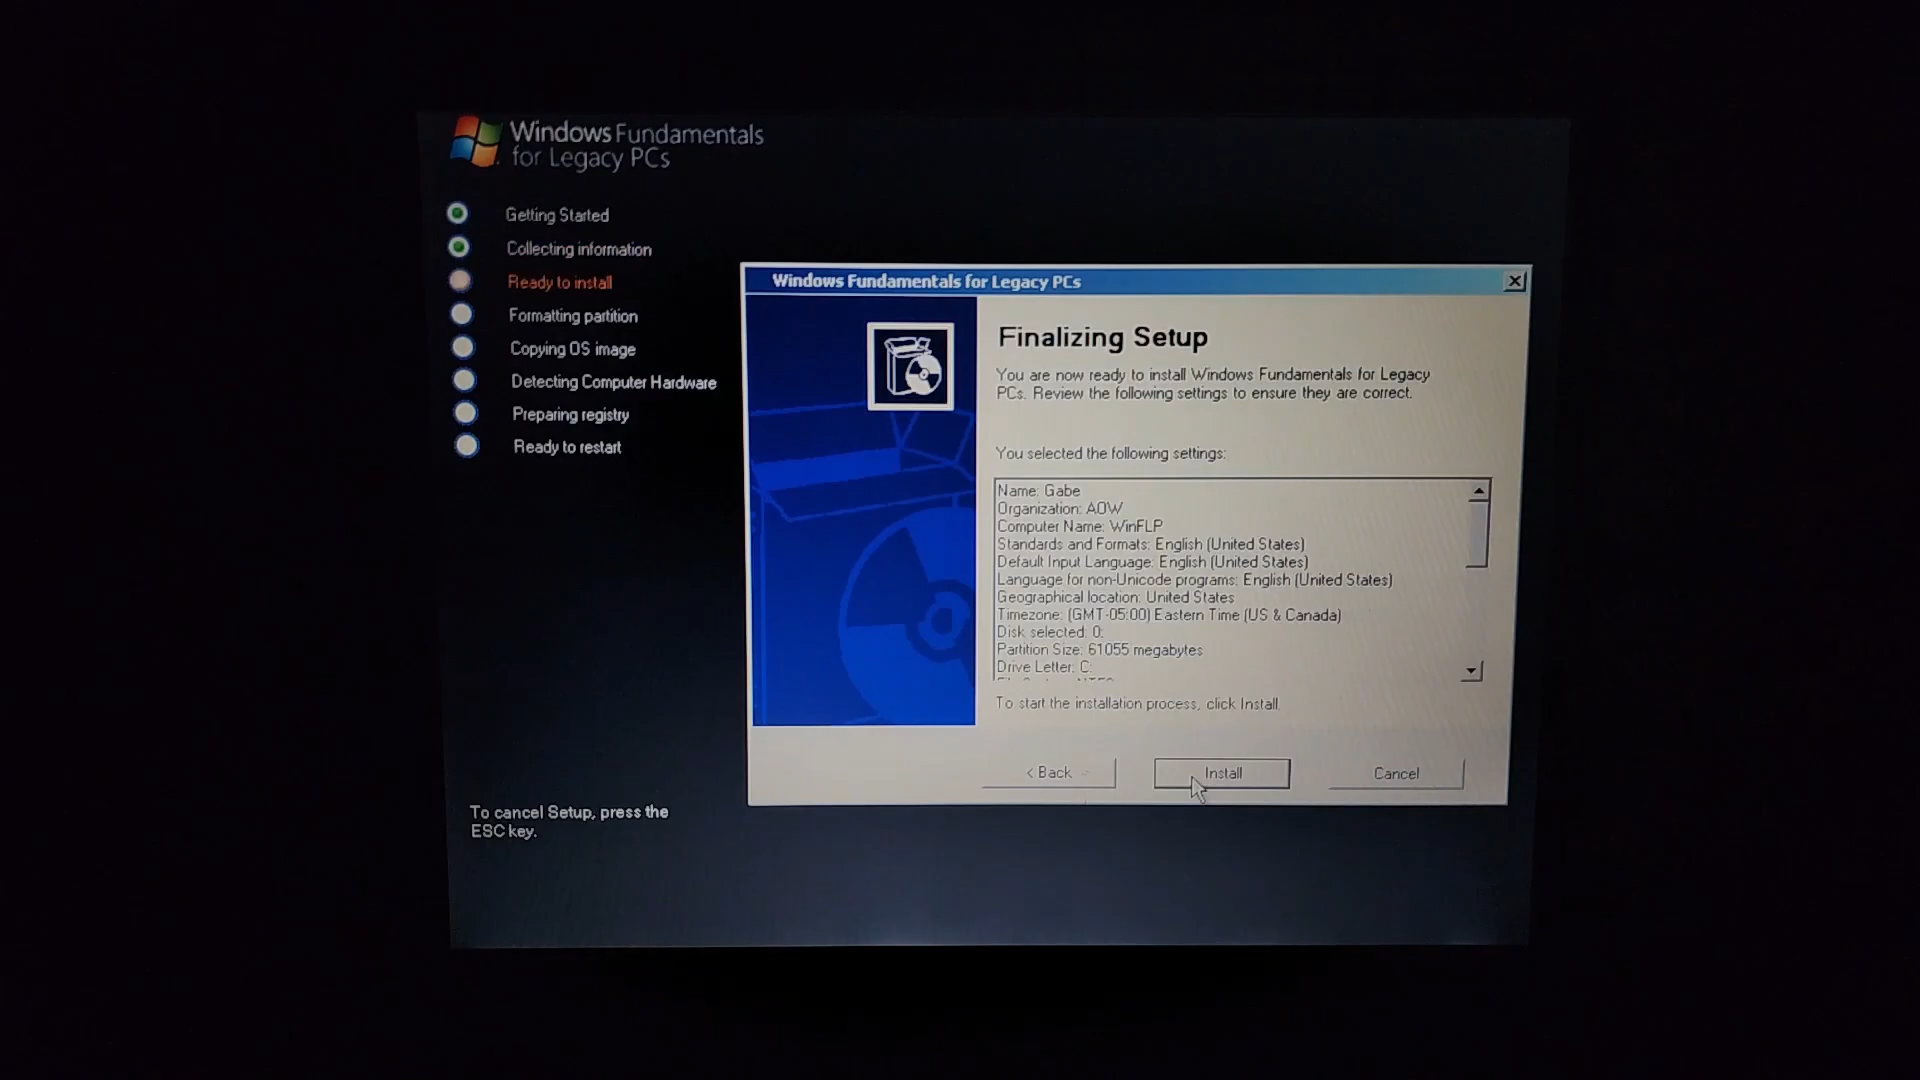 Windows Fundamentals
for Legacy PCs
Getting Started
Collecting information
Ready to install
Formatting partition
Copying OS image
Detecting Computer Hardware
Preparing registry
Ready to restart
To cancel Setup, press the
ESC key.
Windows Fundamentals for Legacy PCs
Finalizing Setup
You are now ready to install Windows Fundamentals for Legacy
PCs. Review the following settings to ensure they are correct.
You selected the following settings:
Name: Gabe
Organization: AOW
Computer Name: WinFLP
Standards and Formats: English (United States)
Default Input Language: English (United States)
Language for non-Unicode programs: English (United States)
Geographical location: United States
Timezone: (GMT-05:00) Eastern Time (US & Canada)
Disk selected: 0:
Partition Size: 61055 megabytes
Drive Letter: C:
To start the installation process, click Install.
< Back
Install
Cancel